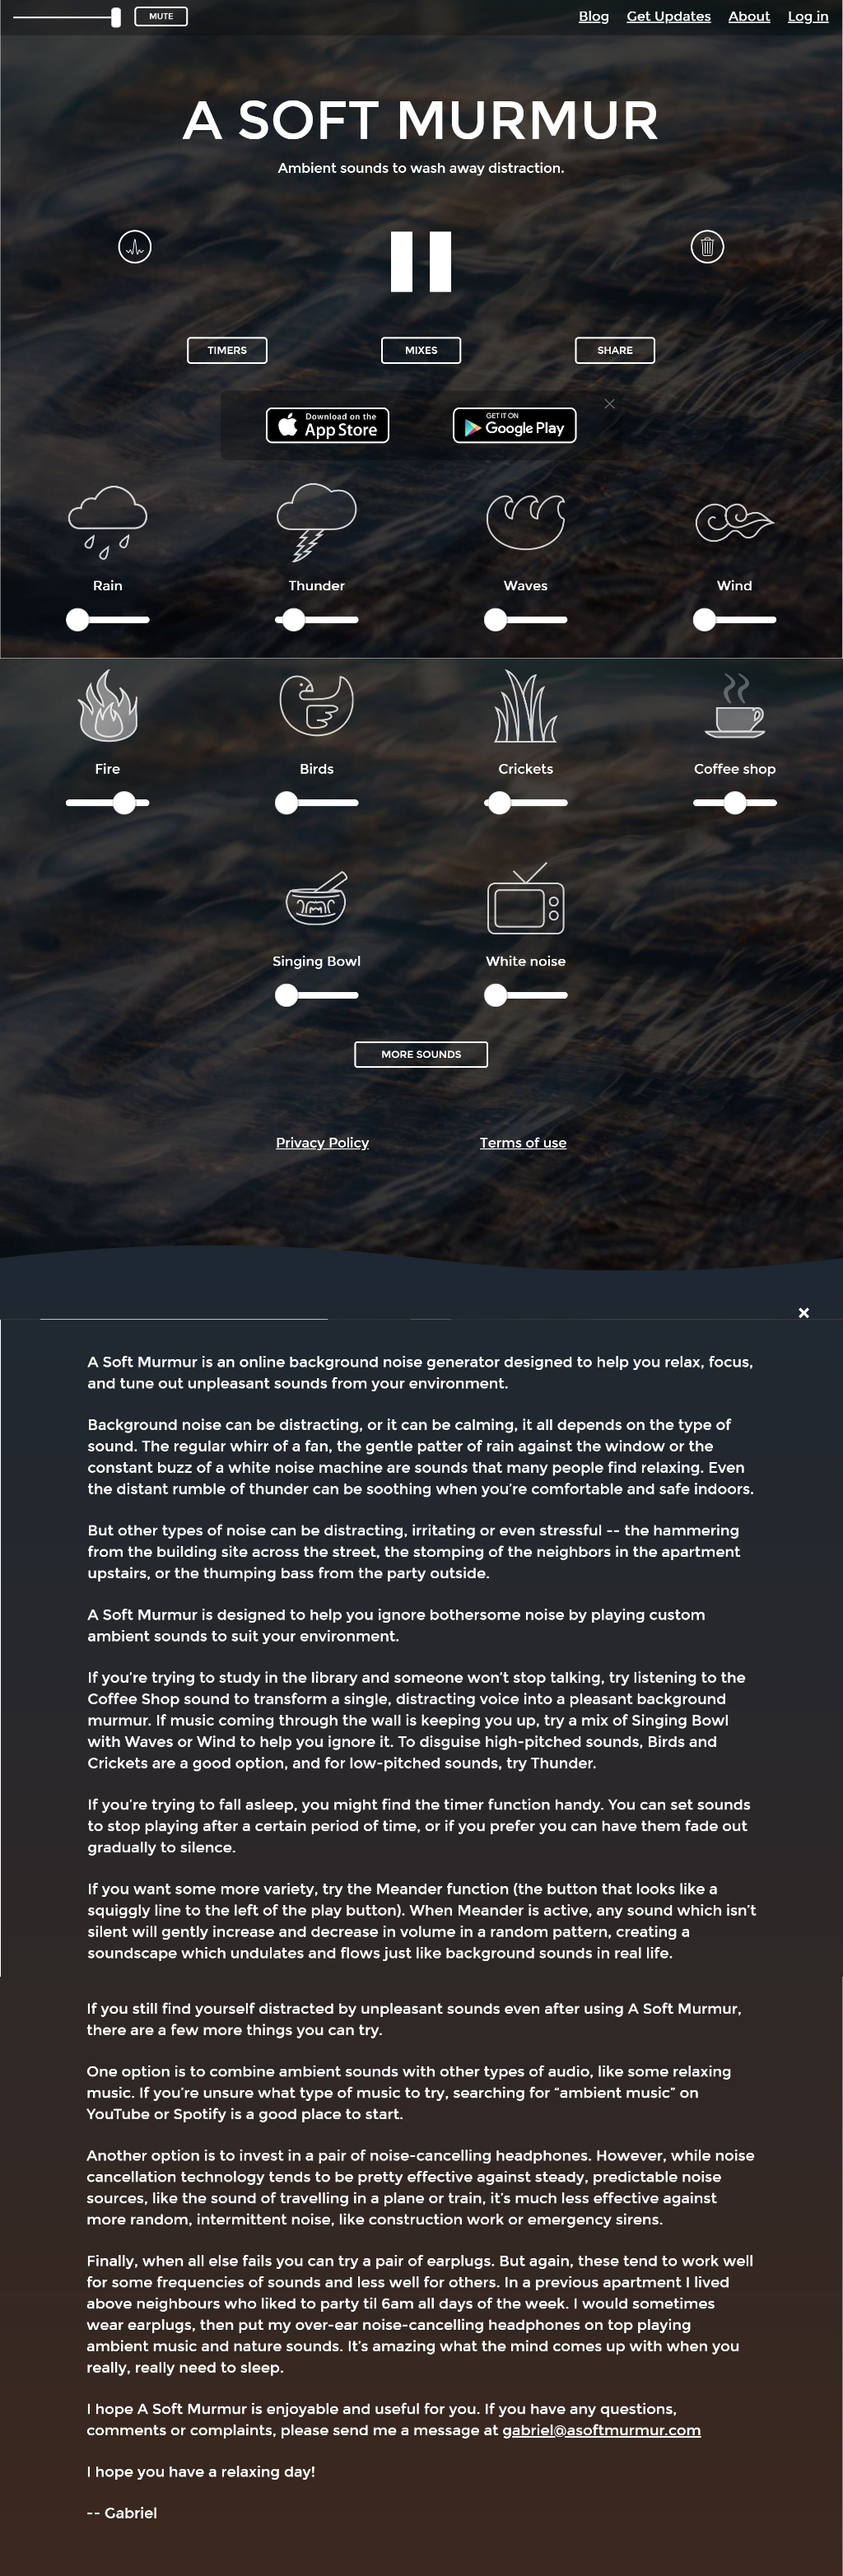 MUTE
Blog Get Updates About Log in
A SOFT MURMUR
Ambient sounds to wash away distraction.
TIMERS MIXES SHARE
Download on the
App Store
GET IT ON
Google Play
Rain Thunder Waves Wind
Fire Birds Crickets Coffee shop
Singing Bowl White noise
MORE SOUNDS
Privacy Policy Terms of use
A Soft Murmur is an online background noise generator designed to help you relax, focus,
and tune out unpleasant sounds from your environment.
Background noise can be distracting, or it can be calming, it all depends on the type of
sound. The regular whirr of a fan, the gentle patter of rain against the window or the
constant buzz of a white noise machine are sounds that many people find relaxing. Even
the distant rumble of thunder can be soothing when you're comfortable and safe indoors.
But other types of noise can be distracting, irritating or even stressful -- the hammering
from the building site across the street, the stomping of the neighbors in the apartment
upstairs, or the thumping bass from the party outside.
A Soft Murmur is designed to help you ignore bothersome noise by playing custom
ambient sounds to suit your environment.
If you're trying to study in the library and someone won't stop talking, try listening to the
Coffee Shop sound to transform a single, distracting voice into a pleasant background
murmur. If music coming through the wall is keeping you up, try a mix of Singing Bowl
with Waves or Wind to help you ignore it. To disguise high-pitched sounds, Birds and
Crickets are a good option, and for low-pitched sounds, try Thunder.
If you're trying to fall asleep, you might find the timer function handy. You can set sounds
to stop playing after a certain period of time, or if you prefer you can have them fade out
gradually to silence.
If you want some more variety, try the Meander function (the button that looks like a
squiggly line to the left of the play button). When Meander is active, any sound which isn't
silent will gently increase and decrease in volume in a random pattern, creating a
soundscape which undulates and flows just like background sounds in real life.
If you still find yourself distracted by unpleasant sounds even after using A Soft Murmur,
there are a few more things you can try.
One option is to combine ambient sounds with other types of audio, like some relaxing
music. If you're unsure what type of music to try, searching for “ambient music” on
YouTube or Spotify is a good place to start.
Another option is to invest in a pair of noise-cancelling headphones. However, while noise
cancellation technology tends to be pretty effective against steady, predictable noise
sources, like the sound of travelling in a plane or train, it's much less effective against
more random, intermittent noise, like construction work or emergency sirens.
Finally, when all else fails you can try a pair of earplugs. But again, these tend to work well
for some frequencies of sounds and less well for others. In a previous apartment I lived
above neighbours who liked to party til 6am all days of the week. I would sometimes
wear earplugs, then put my over-ear noise-cancelling headphones on top playing
ambient music and nature sounds. It's amazing what the mind comes up with when you
really, really need to sleep.
I hope A Soft Murmur is enjoyable and useful for you. If you have any questions,
comments or complaints, please send me a message at gabriel@asoftmurmur.com
I hope you have a relaxing day!
-- Gabriel